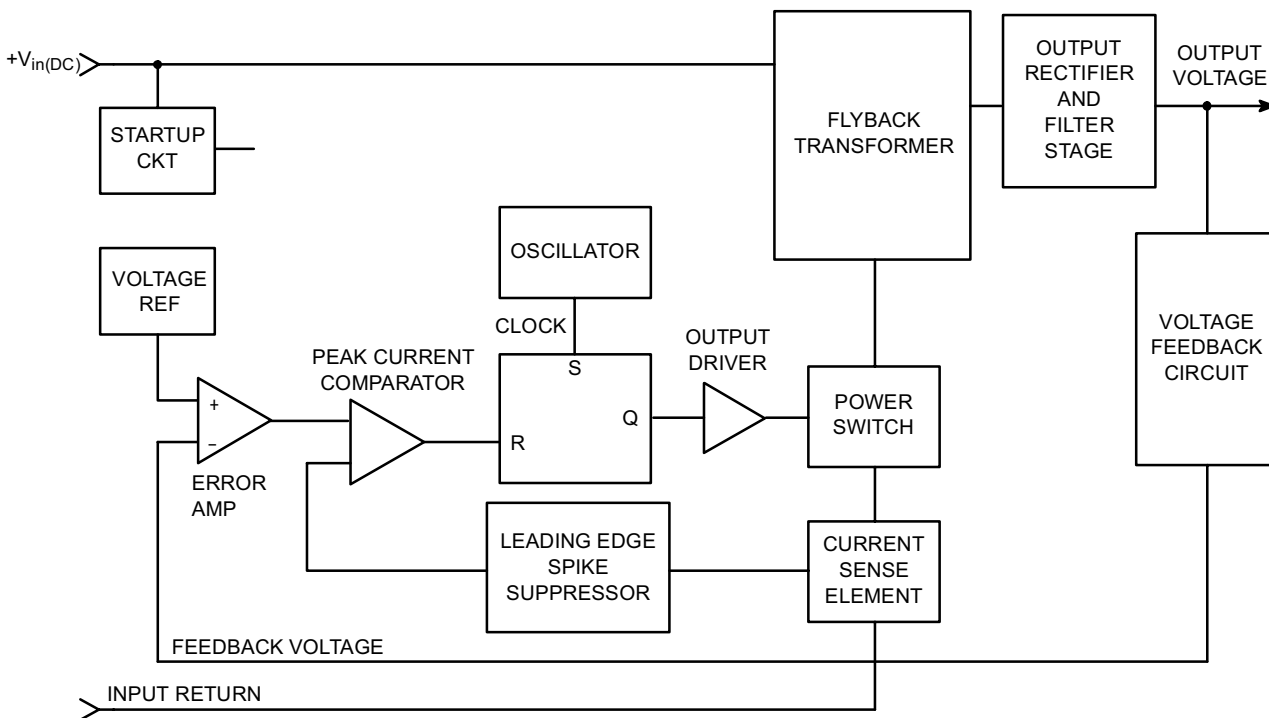 +Vin(DC)
STARTUP
CKT
FLYBACK
TRANSFORMER
OUTPUT
RECTIFIER
AND
FILTER
STAGE
OUTPUT
VOLTAGE
VOLTAGE
REF
OSCILLATOR
CLOCK
PEAK CURRENT
COMPARATOR
S
R
Q
OUTPUT
DRIVER
POWER
SWITCH
VOLTAGE
FEEDBACK
CIRCUIT
+
−
ERROR
AMP
LEADING EDGE
SPIKE
SUPPRESSOR
CURRENT
SENSE
ELEMENT
FEEDBACK VOLTAGE
INPUT RETURN